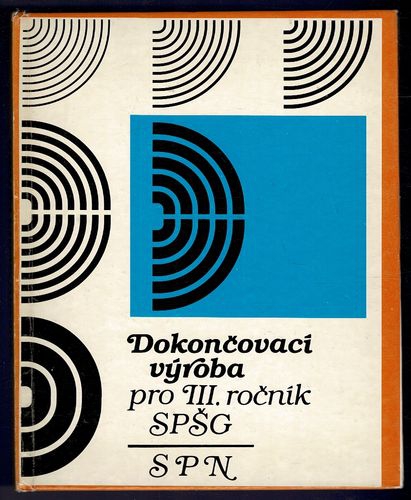 Dokončovací
výroba
pro III. ročník
SPŠG
SPN